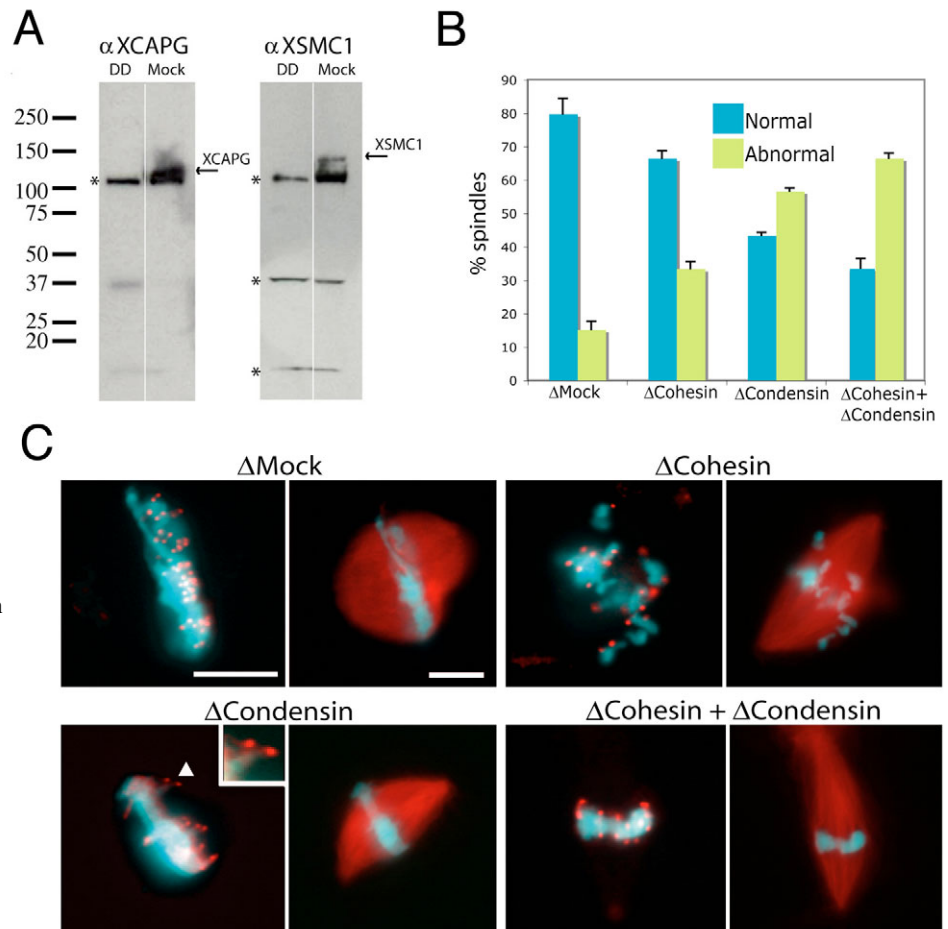 A
αXCAPG
αXSMC1
DD Mock
DD Mock
250
150
100
75
50
37
25
20
XCAPG
XSMC1
*
*
*
*
B
% spindles
90
80
70
60
50
40
30
20
10
0
Normal
Abnormal
ΔMock
ΔCohesin
ΔCondensin
ΔCohesin+
ΔCondensin
C
ΔMock
ΔCohesin
ΔCondensin
ΔCohesin + ΔCondensin